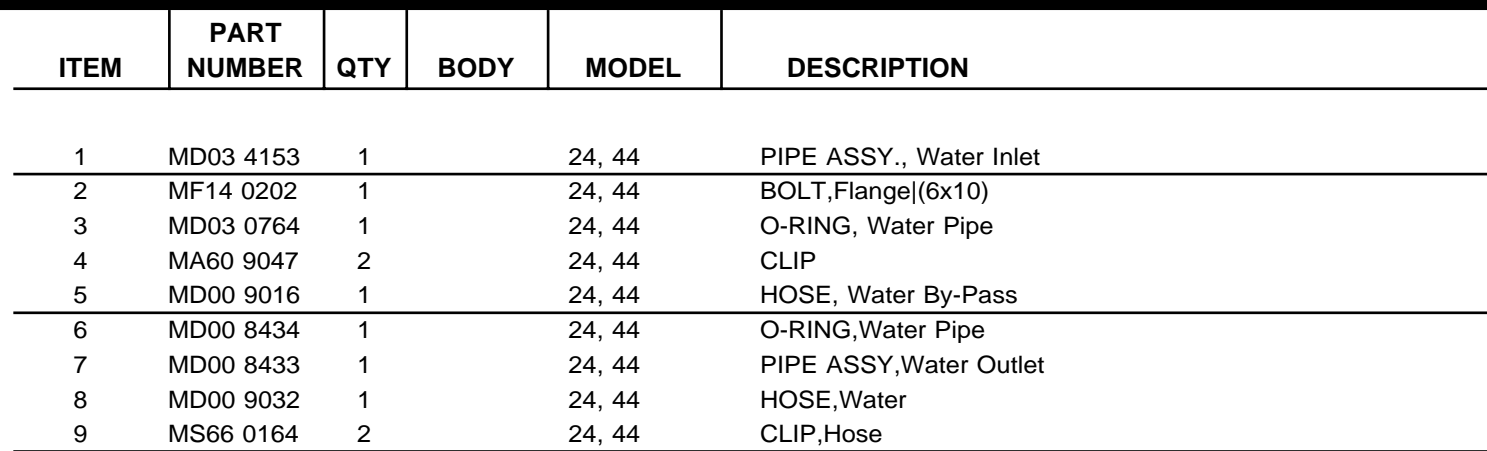 PART
ITEM NUMBER QTY BODY MODEL DESCRIPTION
1 MD03 4153 1 24, 44 PIPE ASSY., Water Inlet
2 MF14 0202 1 24, 44 BOLT,Flange|(6x10)
3 MD03 0764 1 24, 44 O-RING, Water Pipe
4 MA60 9047 2 24, 44 CLIP
5 MD00 9016 1 24, 44 HOSE, Water By-Pass
6 MD00 8434 1 24, 44 O-RING,Water Pipe
7 MD00 8433 1 24, 44 PIPE ASSY,Water Outlet
8 MD00 9032 1 24, 44 HOSE,Water
9 MS66 0164 2 24, 44 CLIP,Hose